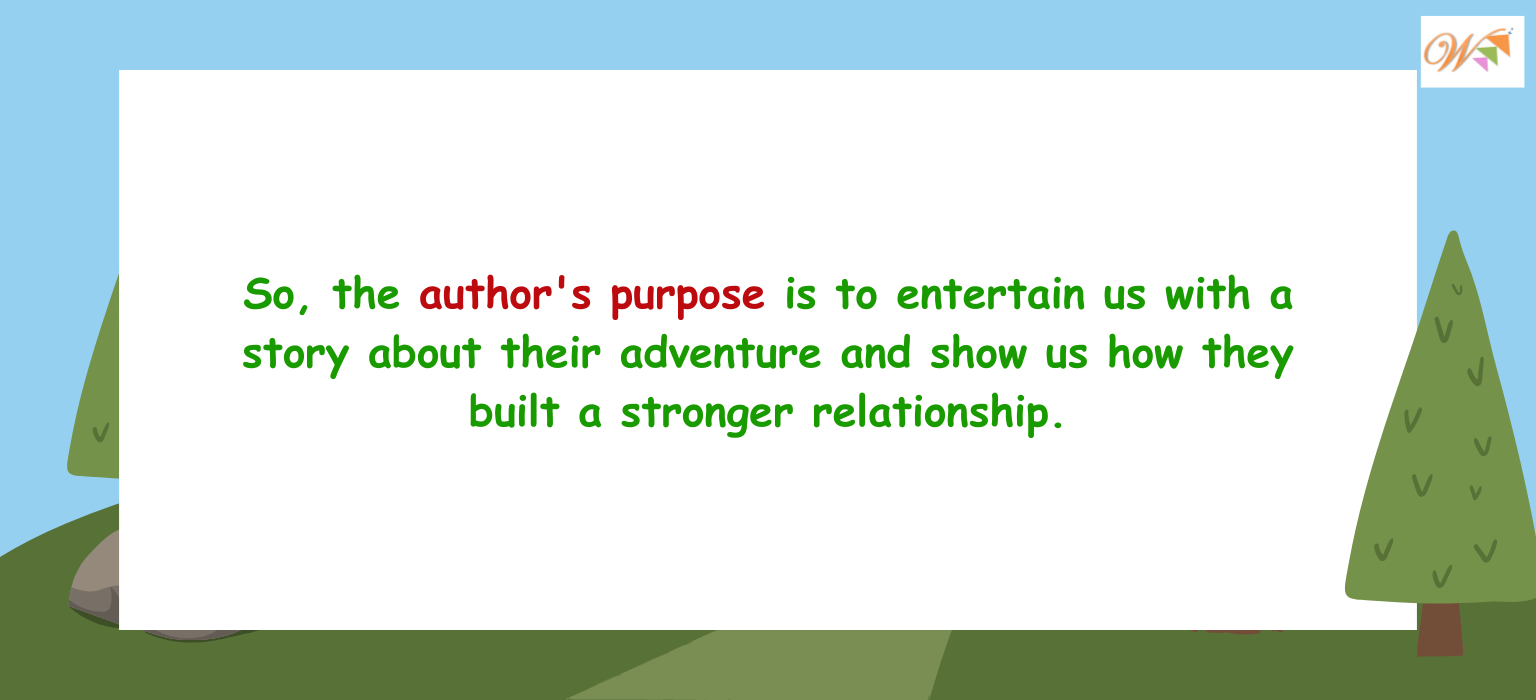 W
So, the author's purpose is to entertain us with a
story about their adventure and show us how they
built a stronger relationship.